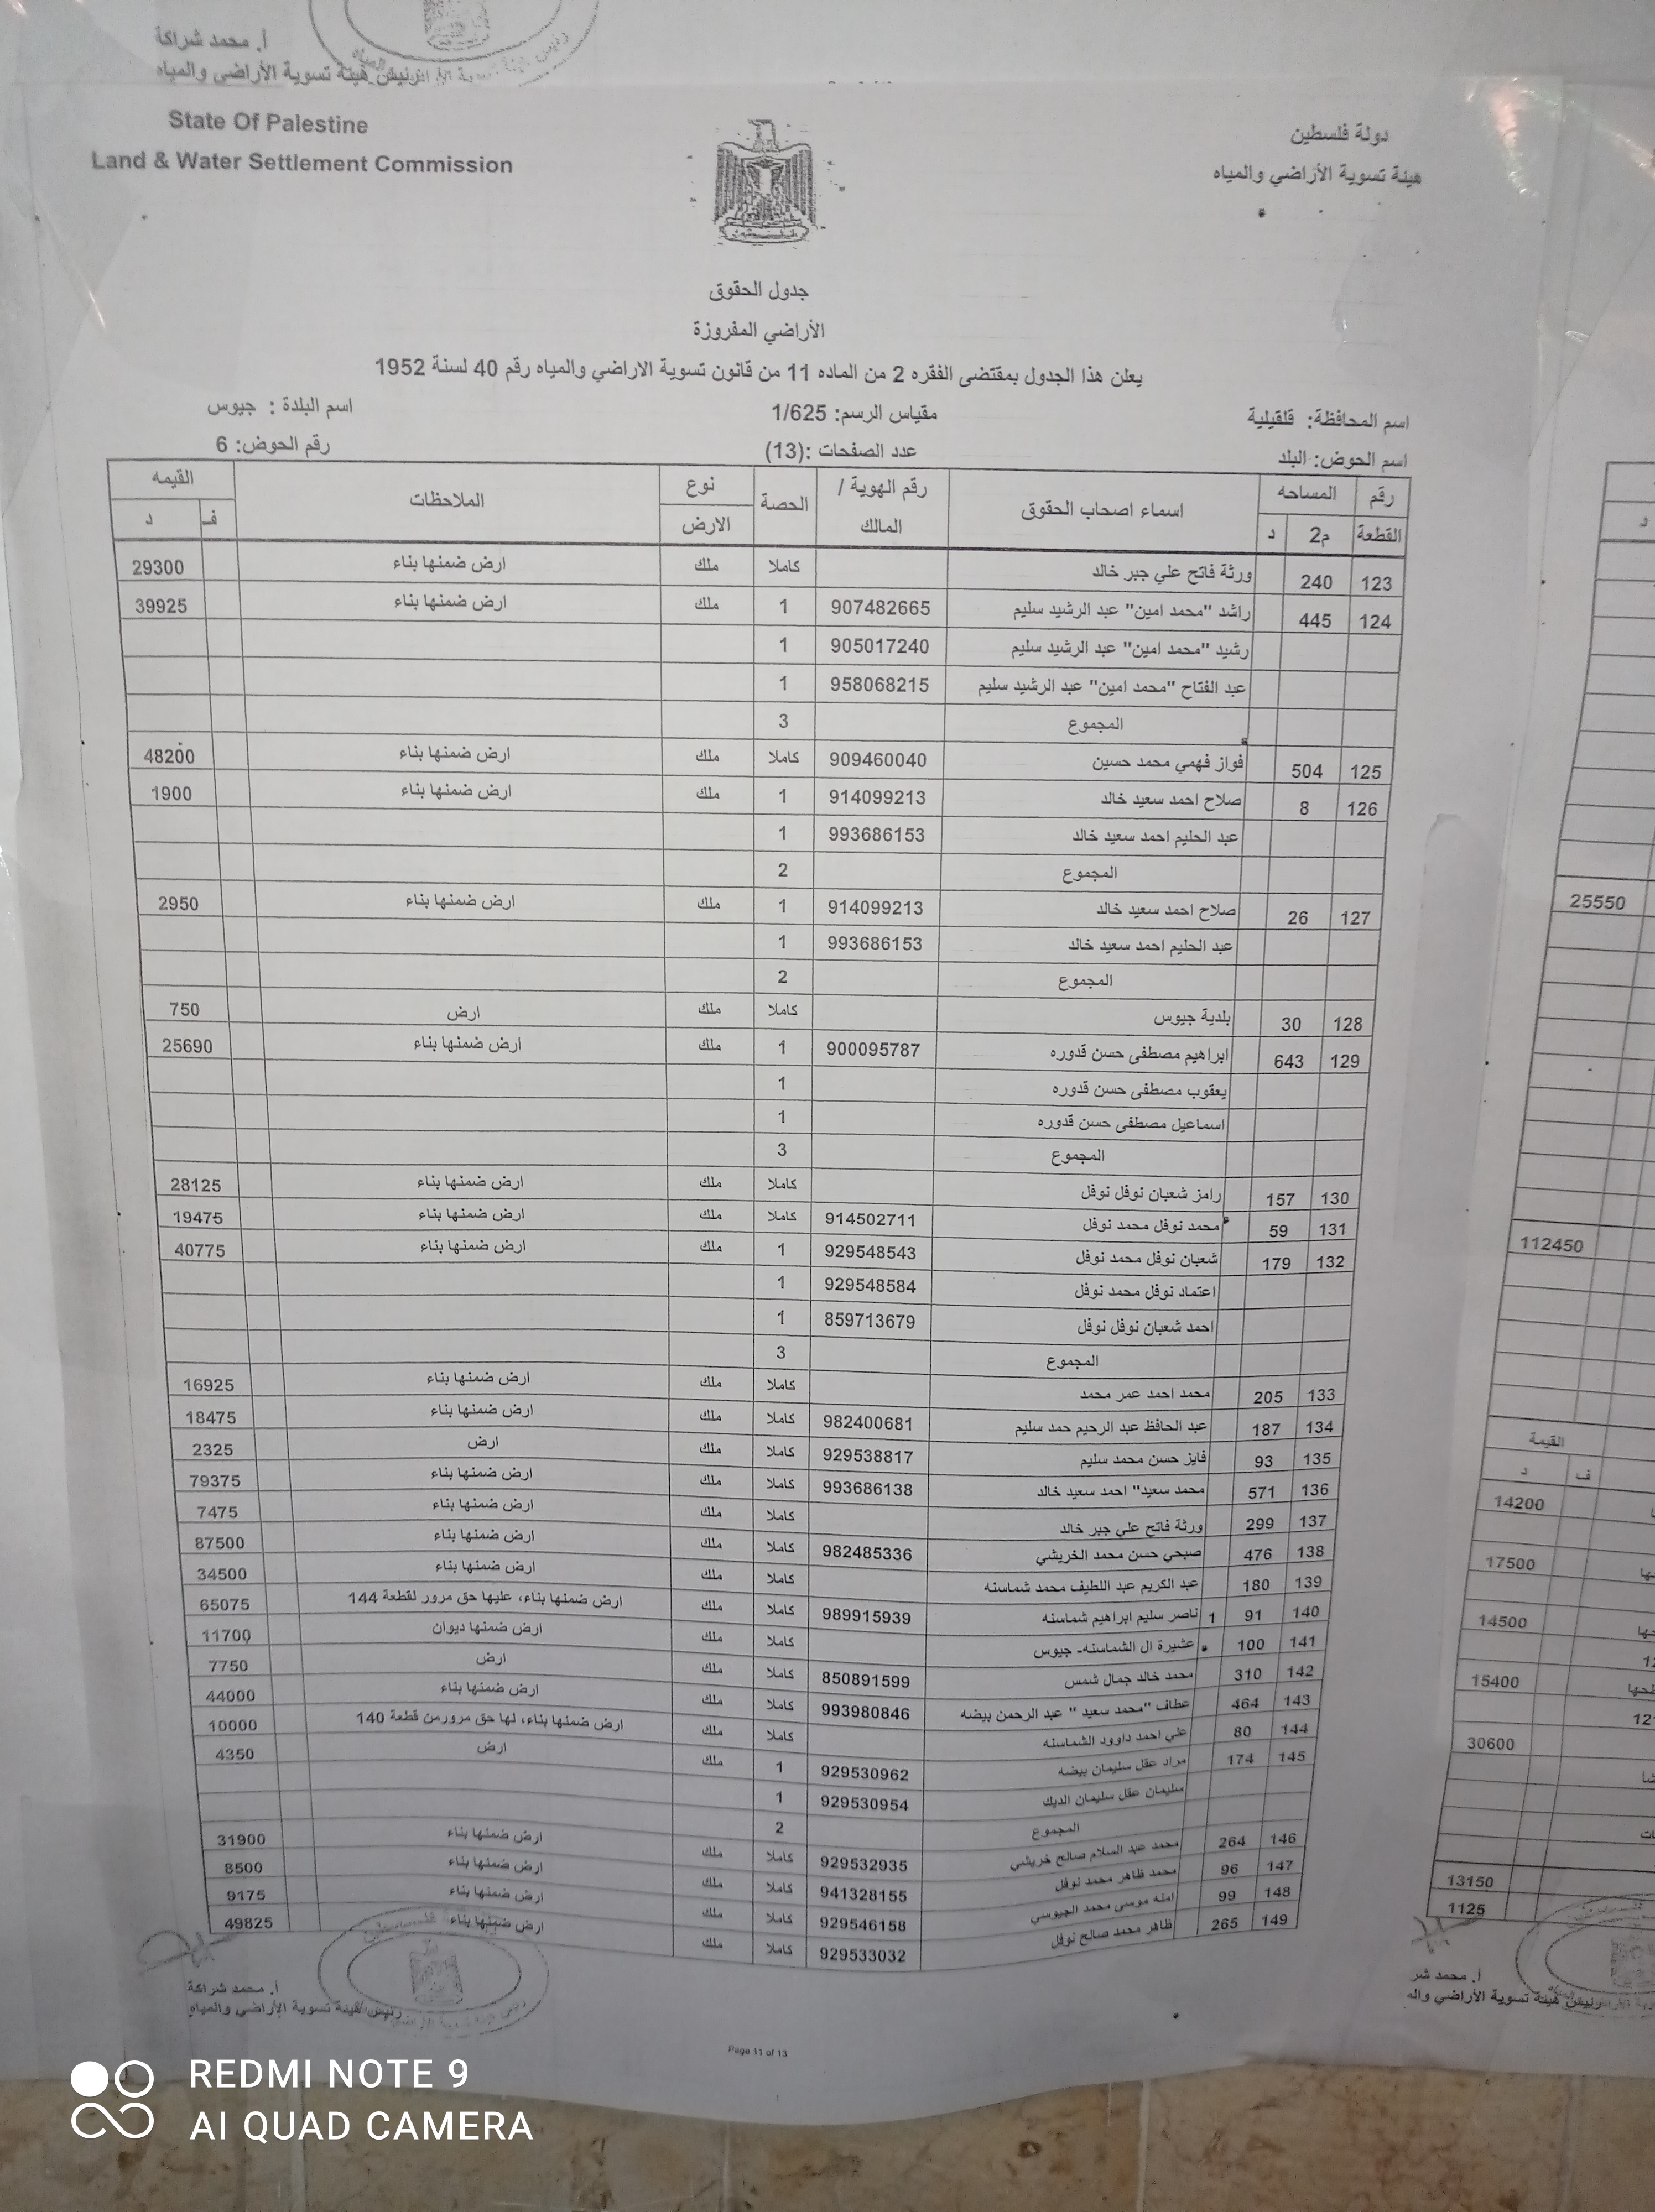 أ. محمد شراكة
رئيس هيئة تسوية الأراضي والمياه
State Of Palestine
دولة فلسطين
Land & Water Settlement Commission
هيئة تسوية الأراضي والمياه
جدول الحقوق
الأراضي المفروزة
يعلن هذا الجدول بمقتضى الفقره 2 من الماده 11 من قانون تسوية الاراضي والمياه رقم 40 لسنة 1952
اسم المحافظة: قلقيلية مقياس الرسم: 1/625 اسم البلدة : جيوس
اسم الحوض: البلد عدد الصفحات :(13) رقم الحوض: 6
رقم القطعة المساحه م2 د اسماء اصحاب الحقوق رقم الهوية / المالك الحصة نوع الارض الملاحظات القيمه ف د
123 240 ورثة فاتح علي جبر خالد كاملا ملك ارض ضمنها بناء 29300
124 445 راشد "محمد امين" عبد الرشيد سليم 907482665 1 ملك ارض ضمنها بناء 39925
رشيد "محمد امين" عبد الرشيد سليم 905017240 1
عبد الفتاح "محمد امين" عبد الرشيد سليم 958068215 1
المجموع 3
125 504 فواز فهمي محمد حسين 909460040 كاملا ملك ارض ضمنها بناء 48200
126 8 صلاح احمد سعيد خالد 914099213 1 ملك ارض ضمنها بناء 1900
عبد الحليم احمد سعيد خالد 993686153 1
المجموع 2
127 26 صلاح احمد سعيد خالد 914099213 1 ملك ارض ضمنها بناء 2950
عبد الحليم احمد سعيد خالد 993686153 1
المجموع 2
128 30 بلدية جيوس كاملا ملك ارض 750
129 643 ابراهيم مصطفى حسن قدوره 900095787 1 ملك ارض ضمنها بناء 25690
يعقوب مصطفى حسن قدوره 1
اسماعيل مصطفى حسن قدوره 1
المجموع 3
130 157 رامز شعبان نوفل نوفل كاملا ملك ارض ضمنها بناء 28125
131 59 محمد نوفل محمد نوفل 914502711 كاملا ملك ارض ضمنها بناء 19475
132 179 شعبان نوفل محمد نوفل 929548543 1 ملك ارض ضمنها بناء 40775
اعتماد نوفل محمد نوفل 929548584 1
احمد شعبان نوفل نوفل 859713679 1
المجموع 3
133 205 محمد احمد عمر محمد كاملا ملك ارض ضمنها بناء 16925
134 187 عبد الحافظ عبد الرحيم حمد سليم 982400681 كاملا ملك ارض ضمنها بناء 18475
135 93 فايز حسن محمد سليم 929538817 كاملا ملك ارض 2325
136 571 محمد سعيد" احمد سعيد خالد 993686138 كاملا ملك ارض ضمنها بناء 79375
137 299 ورثة فاتح علي جبر خالد كاملا ملك ارض ضمنها بناء 7475
138 476 صبحي حسن محمد الخريشي 982485336 كاملا ملك ارض ضمنها بناء 87500
139 180 عبد الكريم عبد اللطيف محمد شماسنه كاملا ملك ارض ضمنها بناء 34500
140 91 1 ناصر سليم ابراهيم شماسنه 989915939 كاملا ملك ارض ضمنها بناء، عليها حق مرور لقطعة 144 65075
141 100 عشيرة ال الشماسنه- جيوس كاملا ملك ارض ضمنها ديوان 11700
142 310 محمد خالد جمال شمس 850891599 كاملا ملك ارض 7750
143 464 عطاف "محمد سعيد " عبد الرحمن بيضه 993980846 كاملا ملك ارض ضمنها بناء 44000
144 80 علي احمد داوود الشماسنه كاملا ملك ارض ضمنها بناء، لها حق مرورمن قطعة 140 10000
145 174 مراد عقل سليمان بيضه 929530962 1 ملك ارض 4350
سليمان عقل سليمان الديك 929530954 1
المجموع 2
146 264 محمد عبد السلام صالح خريشي 929532935 كاملا ملك ارض ضمنها بناء 31900
147 96 محمد ظاهر محمد نوفل 941328155 كاملا ملك ارض ضمنها بناء 8500
148 99 امنه موسى محمد الجيوسي 929546158 كاملا ملك ارض ضمنها بناء 9175
149 265 ظاهر محمد صالح نوفل 929533032 كاملا ملك ارض ضمنها بناء 49825
أ. محمد شراكة
رئيس هيئة تسوية الأراضي والمياه
Page 11 of 13
د
25550
112450
القيمة
ف د
14200
17500
14500
15400
30600
13150
1125
أ. محمد شر
رئيس هيئة تسوية الأراضي والم
REDMI NOTE 9
AI QUAD CAMERA